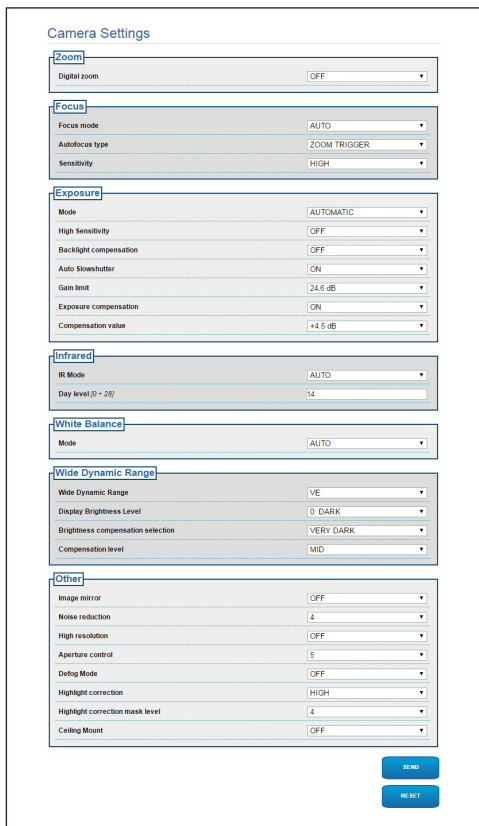 Camera Settings
Zoom
Digital zoom OFF
Focus
Focus mode AUTO
Autofocus type ZOOM TRIGGER
Sensitivity HIGH
Exposure
Mode AUTOMATIC
High Sensitivity OFF
Backlight compensation OFF
Auto Slowshutter ON
Gain limit 24.6 dB
Exposure compensation ON
Compensation value +4.5 dB
Infrared
IR Mode AUTO
Day level [0 ÷ 28] 14
White Balance
Mode AUTO
Wide Dynamic Range
Wide Dynamic Range VE
Display Brightness Level 0: DARK
Brightness compensation selection VERY DARK
Compensation level MID
Other
Image mirror OFF
Noise reduction 4
High resolution OFF
Aperture control 5
Defog Mode OFF
Highlight correction HIGH
Highlight correction mask level 4
Ceiling Mount OFF
SEND
RESET